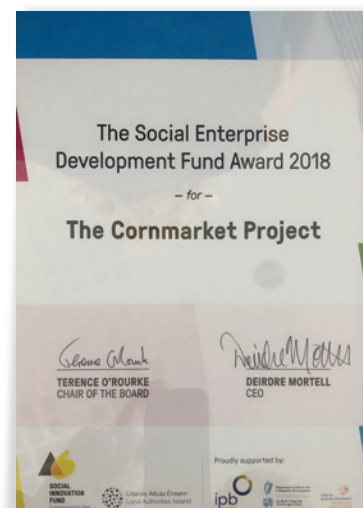 The Social Enterprise
Development Fund Award 2018
– for –
The Cornmarket Project
TERENCE O'ROURKE
CHAIR OF THE BOARD
DEIRDRE MORTELL
CEO
SOCIAL
INNOVATION
FUND
Údarais Áitiúla Éireann
Local Authorities Ireland
Proudly supported by:
ipb